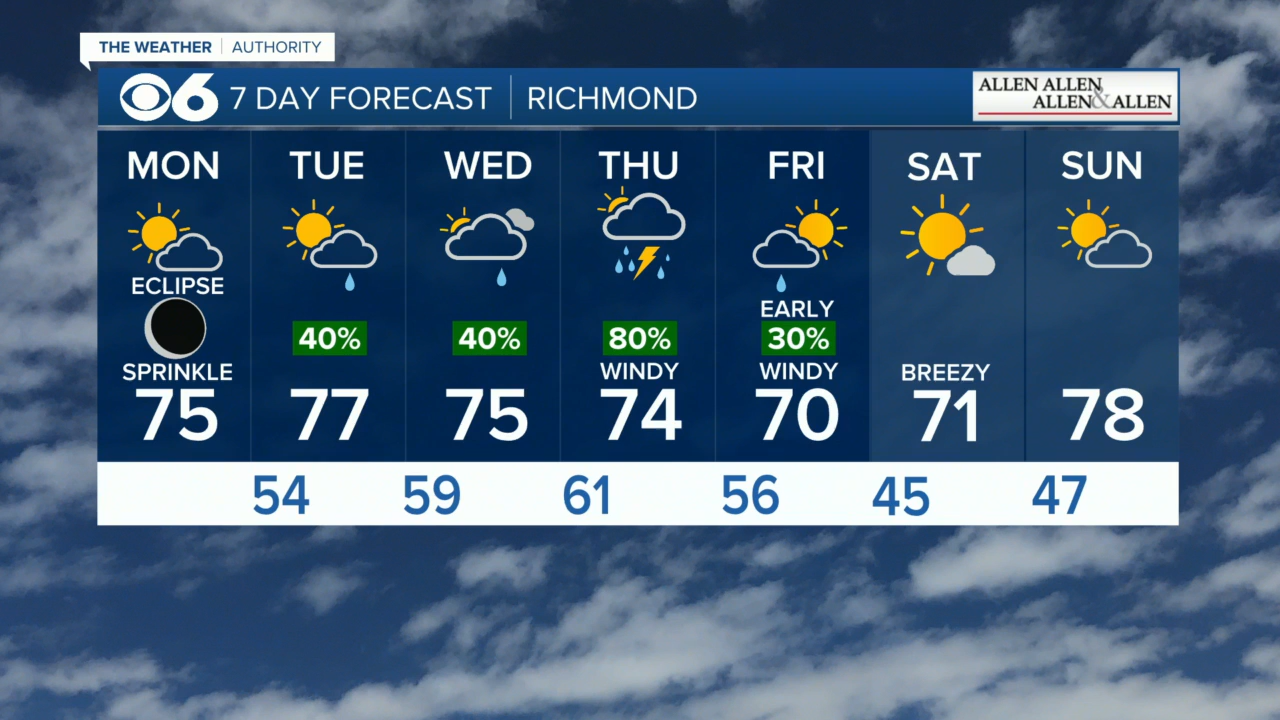 THE WEATHER AUTHORITY
6 7 DAY FORECAST RICHMOND
ALLEN ALLEN
ALLEN & ALLEN
MON
ECLIPSE
SPRINKLE
75
TUE
40%
77
WED
40%
75
THU
80%
WINDY
74
FRI
EARLY
30%
WINDY
70
SAT
BREEZY
71
SUN
78
54 59 61 56 45 47